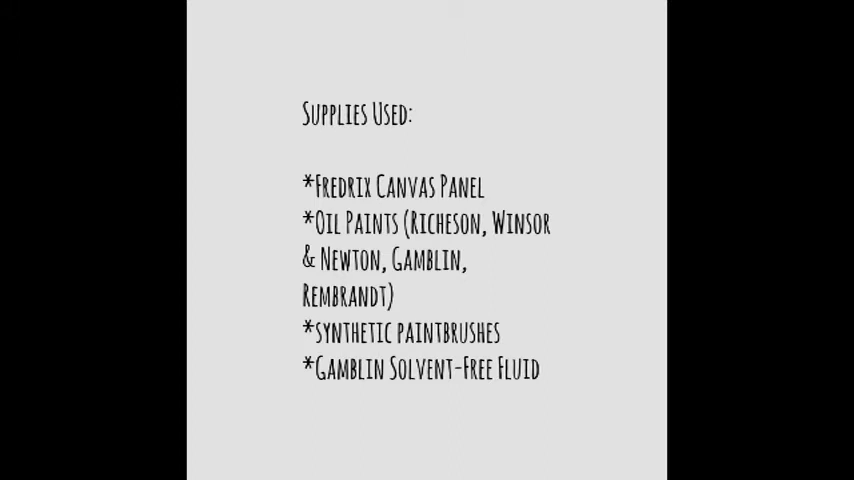 Supplies Used:
*Fredrix Canvas Panel
*Oil Paints (Richeson, Winsor
& Newton, Gamblin,
Rembrandt)
*synthetic paintbrushes
*Gamblin Solvent-Free Fluid